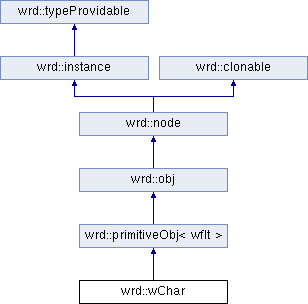 wrd::typeProvidable
wrd::instance
wrd::clonable
wrd::node
wrd::obj
wrd::primitiveObj< wflt >
wrd::wChar